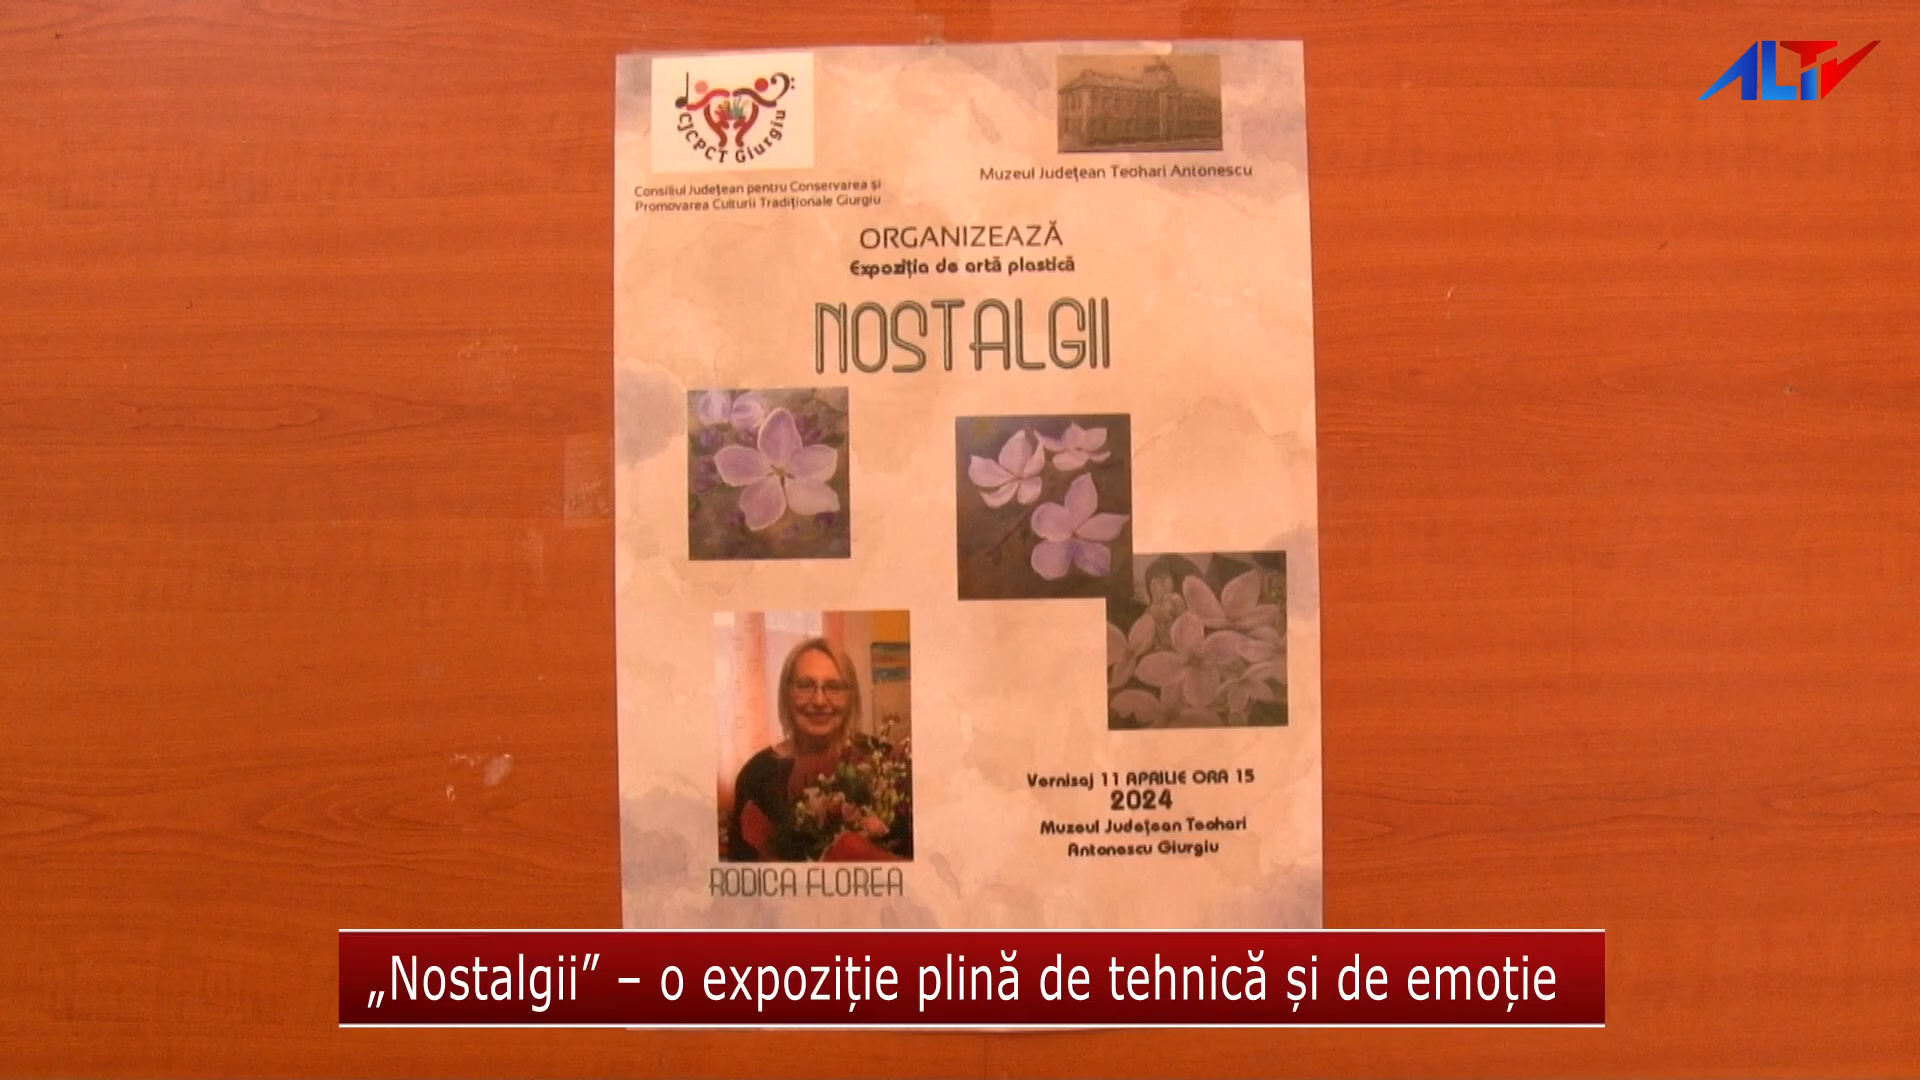 ALTV
CJCPCT Giurgiu
Consiliul Județean pentru Conservarea și
Promovarea Culturii Tradiționale Giurgiu
Muzeul Județean Teohari Antonescu
ORGANIZEAZĂ
Expoziția de artă plastică
NOSTALGII
Vernisaj 11 APRILIE ORA 15
2024
Muzeul Județean Teohari
Antonescu Giurgiu
RODICA FLOREA
„Nostalgii” – o expoziție plină de tehnică și de emoție